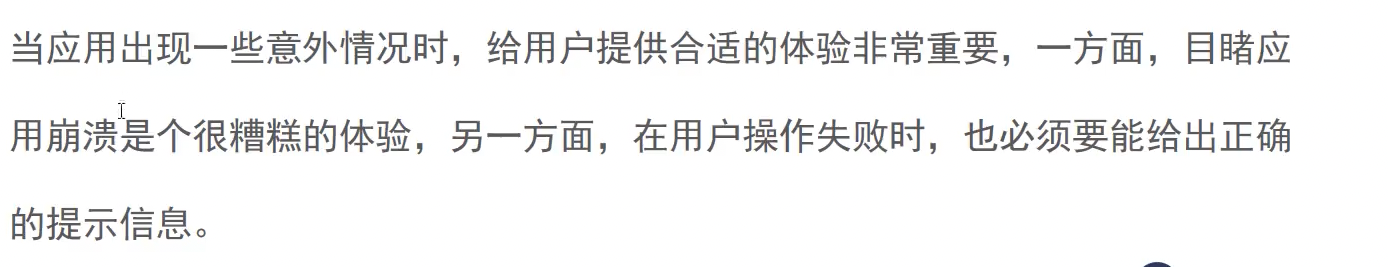 当应用出现一些意外情况时，给用户提供合适的体验非常重要，一方面，目睹应
用崩溃是个很糟糕的体验，另一方面，在用户操作失败时，也必须要能给出正确
的提示信息。